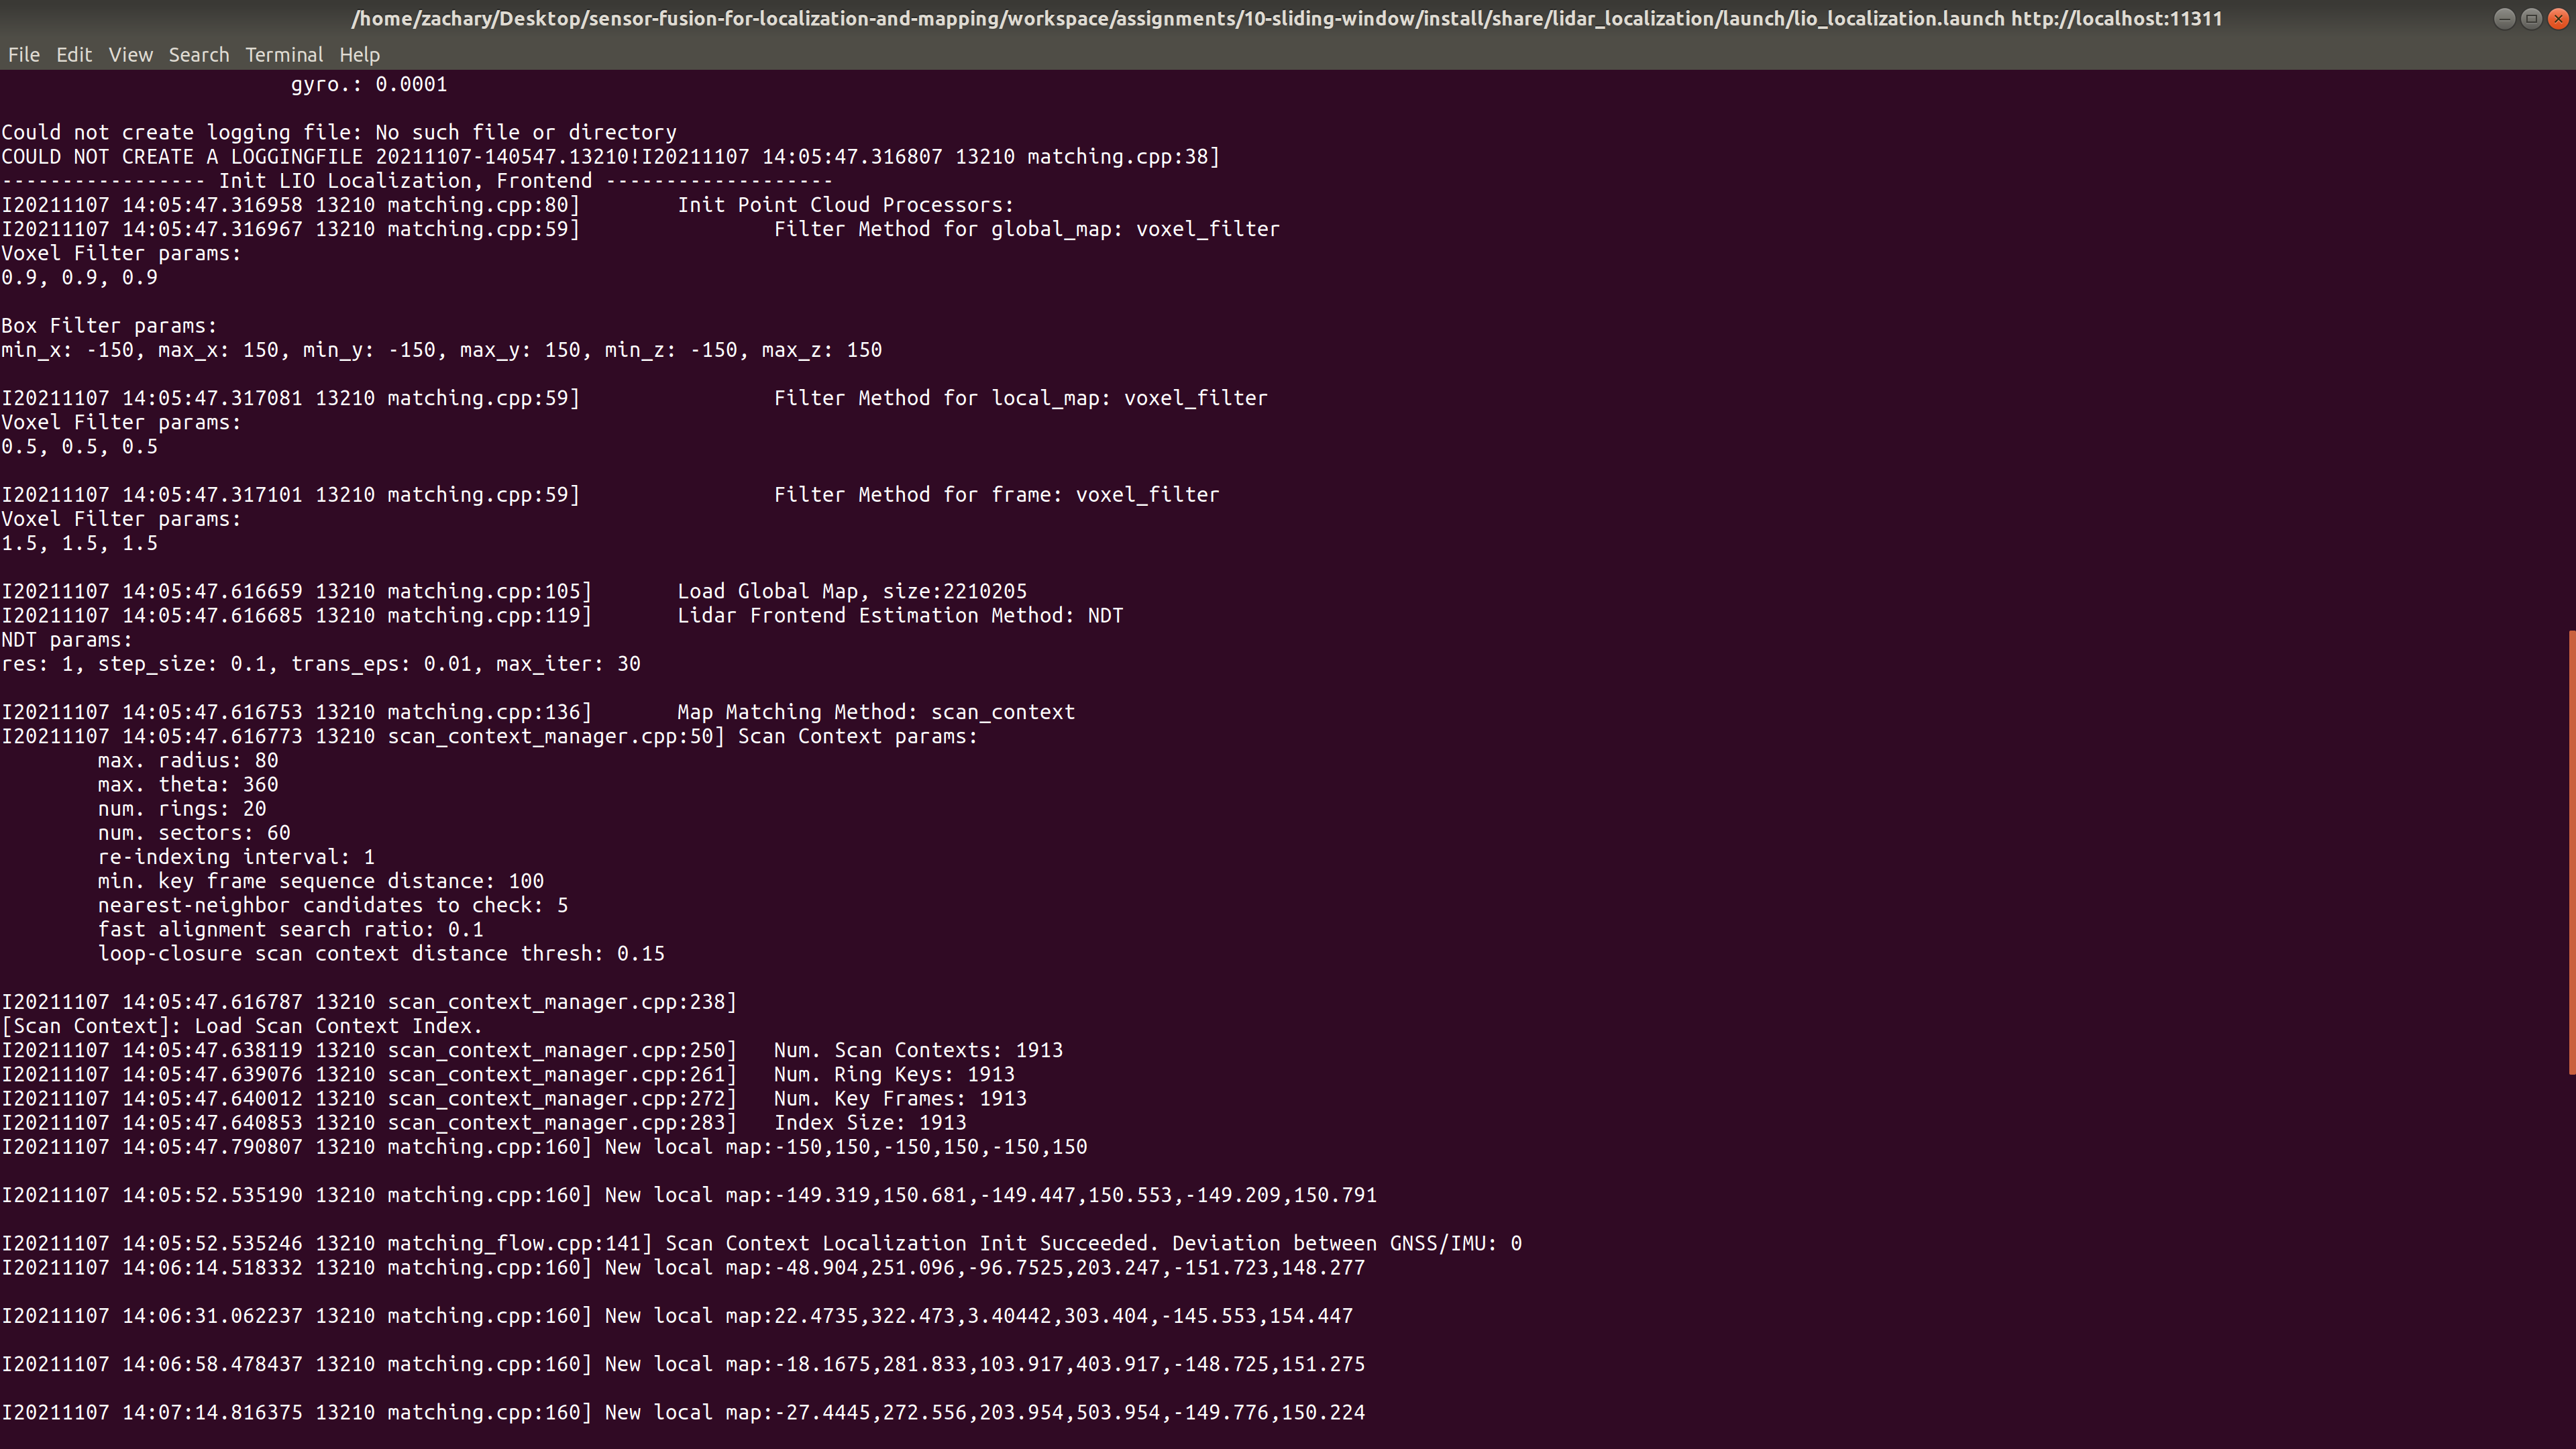 /home/zachary/Desktop/sensor-fusion-for-localization-and-mapping/workspace/assignments/10-sliding-window/install/share/lidar_localization/launch/lio_localization.launch http://localhost:11311
File Edit View Search Terminal Help
gyro.: 0.0001
Could not create logging file: No such file or directory
COULD NOT CREATE A LOGGINGFILE 20211107-140547.13210!I20211107 14:05:47.316807 13210 matching.cpp:38]
----------------- Init LIO Localization, Frontend -------------------
I20211107 14:05:47.316958 13210 matching.cpp:80] Init Point Cloud Processors:
I20211107 14:05:47.316967 13210 matching.cpp:59] Filter Method for global_map: voxel_filter
Voxel Filter params:
0.9, 0.9, 0.9
Box Filter params:
min_x: -150, max_x: 150, min_y: -150, max_y: 150, min_z: -150, max_z: 150
I20211107 14:05:47.317081 13210 matching.cpp:59] Filter Method for local_map: voxel_filter
Voxel Filter params:
0.5, 0.5, 0.5
I20211107 14:05:47.317101 13210 matching.cpp:59] Filter Method for frame: voxel_filter
Voxel Filter params:
1.5, 1.5, 1.5
I20211107 14:05:47.616659 13210 matching.cpp:105] Load Global Map, size:2210205
I20211107 14:05:47.616685 13210 matching.cpp:119] Lidar Frontend Estimation Method: NDT
NDT params:
res: 1, step_size: 0.1, trans_eps: 0.01, max_iter: 30
I20211107 14:05:47.616753 13210 matching.cpp:136] Map Matching Method: scan_context
I20211107 14:05:47.616773 13210 scan_context_manager.cpp:50] Scan Context params:
max. radius: 80
max. theta: 360
num. rings: 20
num. sectors: 60
re-indexing interval: 1
min. key frame sequence distance: 100
nearest-neighbor candidates to check: 5
fast alignment search ratio: 0.1
loop-closure scan context distance thresh: 0.15
I20211107 14:05:47.616787 13210 scan_context_manager.cpp:238]
[Scan Context]: Load Scan Context Index.
I20211107 14:05:47.638119 13210 scan_context_manager.cpp:250] Num. Scan Contexts: 1913
I20211107 14:05:47.639076 13210 scan_context_manager.cpp:261] Num. Ring Keys: 1913
I20211107 14:05:47.640012 13210 scan_context_manager.cpp:272] Num. Key Frames: 1913
I20211107 14:05:47.640853 13210 scan_context_manager.cpp:283] Index Size: 1913
I20211107 14:05:47.790807 13210 matching.cpp:160] New local map:-150,150,-150,150,-150,150
I20211107 14:05:52.535190 13210 matching.cpp:160] New local map:-149.319,150.681,-149.447,150.553,-149.209,150.791
I20211107 14:05:52.535246 13210 matching_flow.cpp:141] Scan Context Localization Init Succeeded. Deviation between GNSS/IMU: 0
I20211107 14:06:14.518332 13210 matching.cpp:160] New local map:-48.904,251.096,-96.7525,203.247,-151.723,148.277
I20211107 14:06:31.062237 13210 matching.cpp:160] New local map:22.4735,322.473,3.40442,303.404,-145.553,154.447
I20211107 14:06:58.478437 13210 matching.cpp:160] New local map:-18.1675,281.833,103.917,403.917,-148.725,151.275
I20211107 14:07:14.816375 13210 matching.cpp:160] New local map:-27.4445,272.556,203.954,503.954,-149.776,150.224